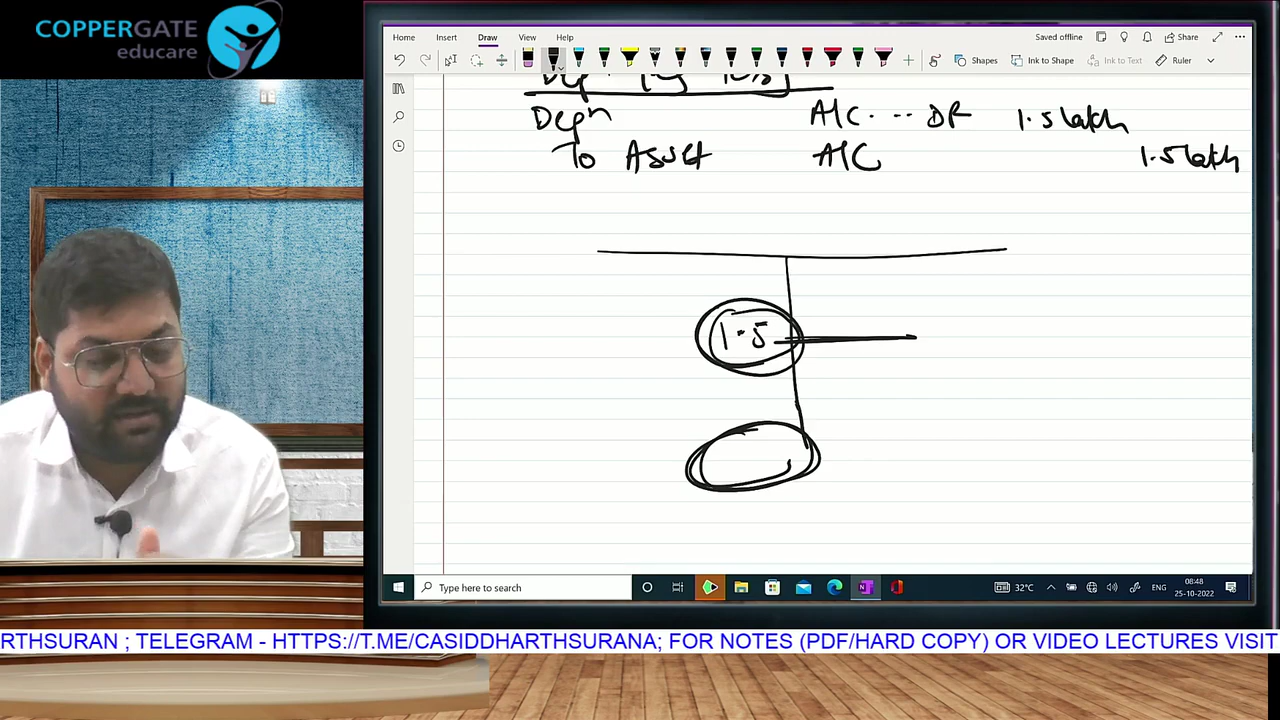 COPPERGATE
educare
Home Insert Draw View Help
Saved offline Share
Shapes Ink to Shape Ink to Text Ruler
Depn A/C ... DR 1.5 lakh
To Asset A/C 1.5 lakh
1.5
Type here to search
32°C ENG 08:48
25-10-2022
RTHSURAN ; TELEGRAM - HTTPS://T.ME/CASIDDHARTHSURANA; FOR NOTES (PDF/HARD COPY) OR VIDEO LECTURES VISIT